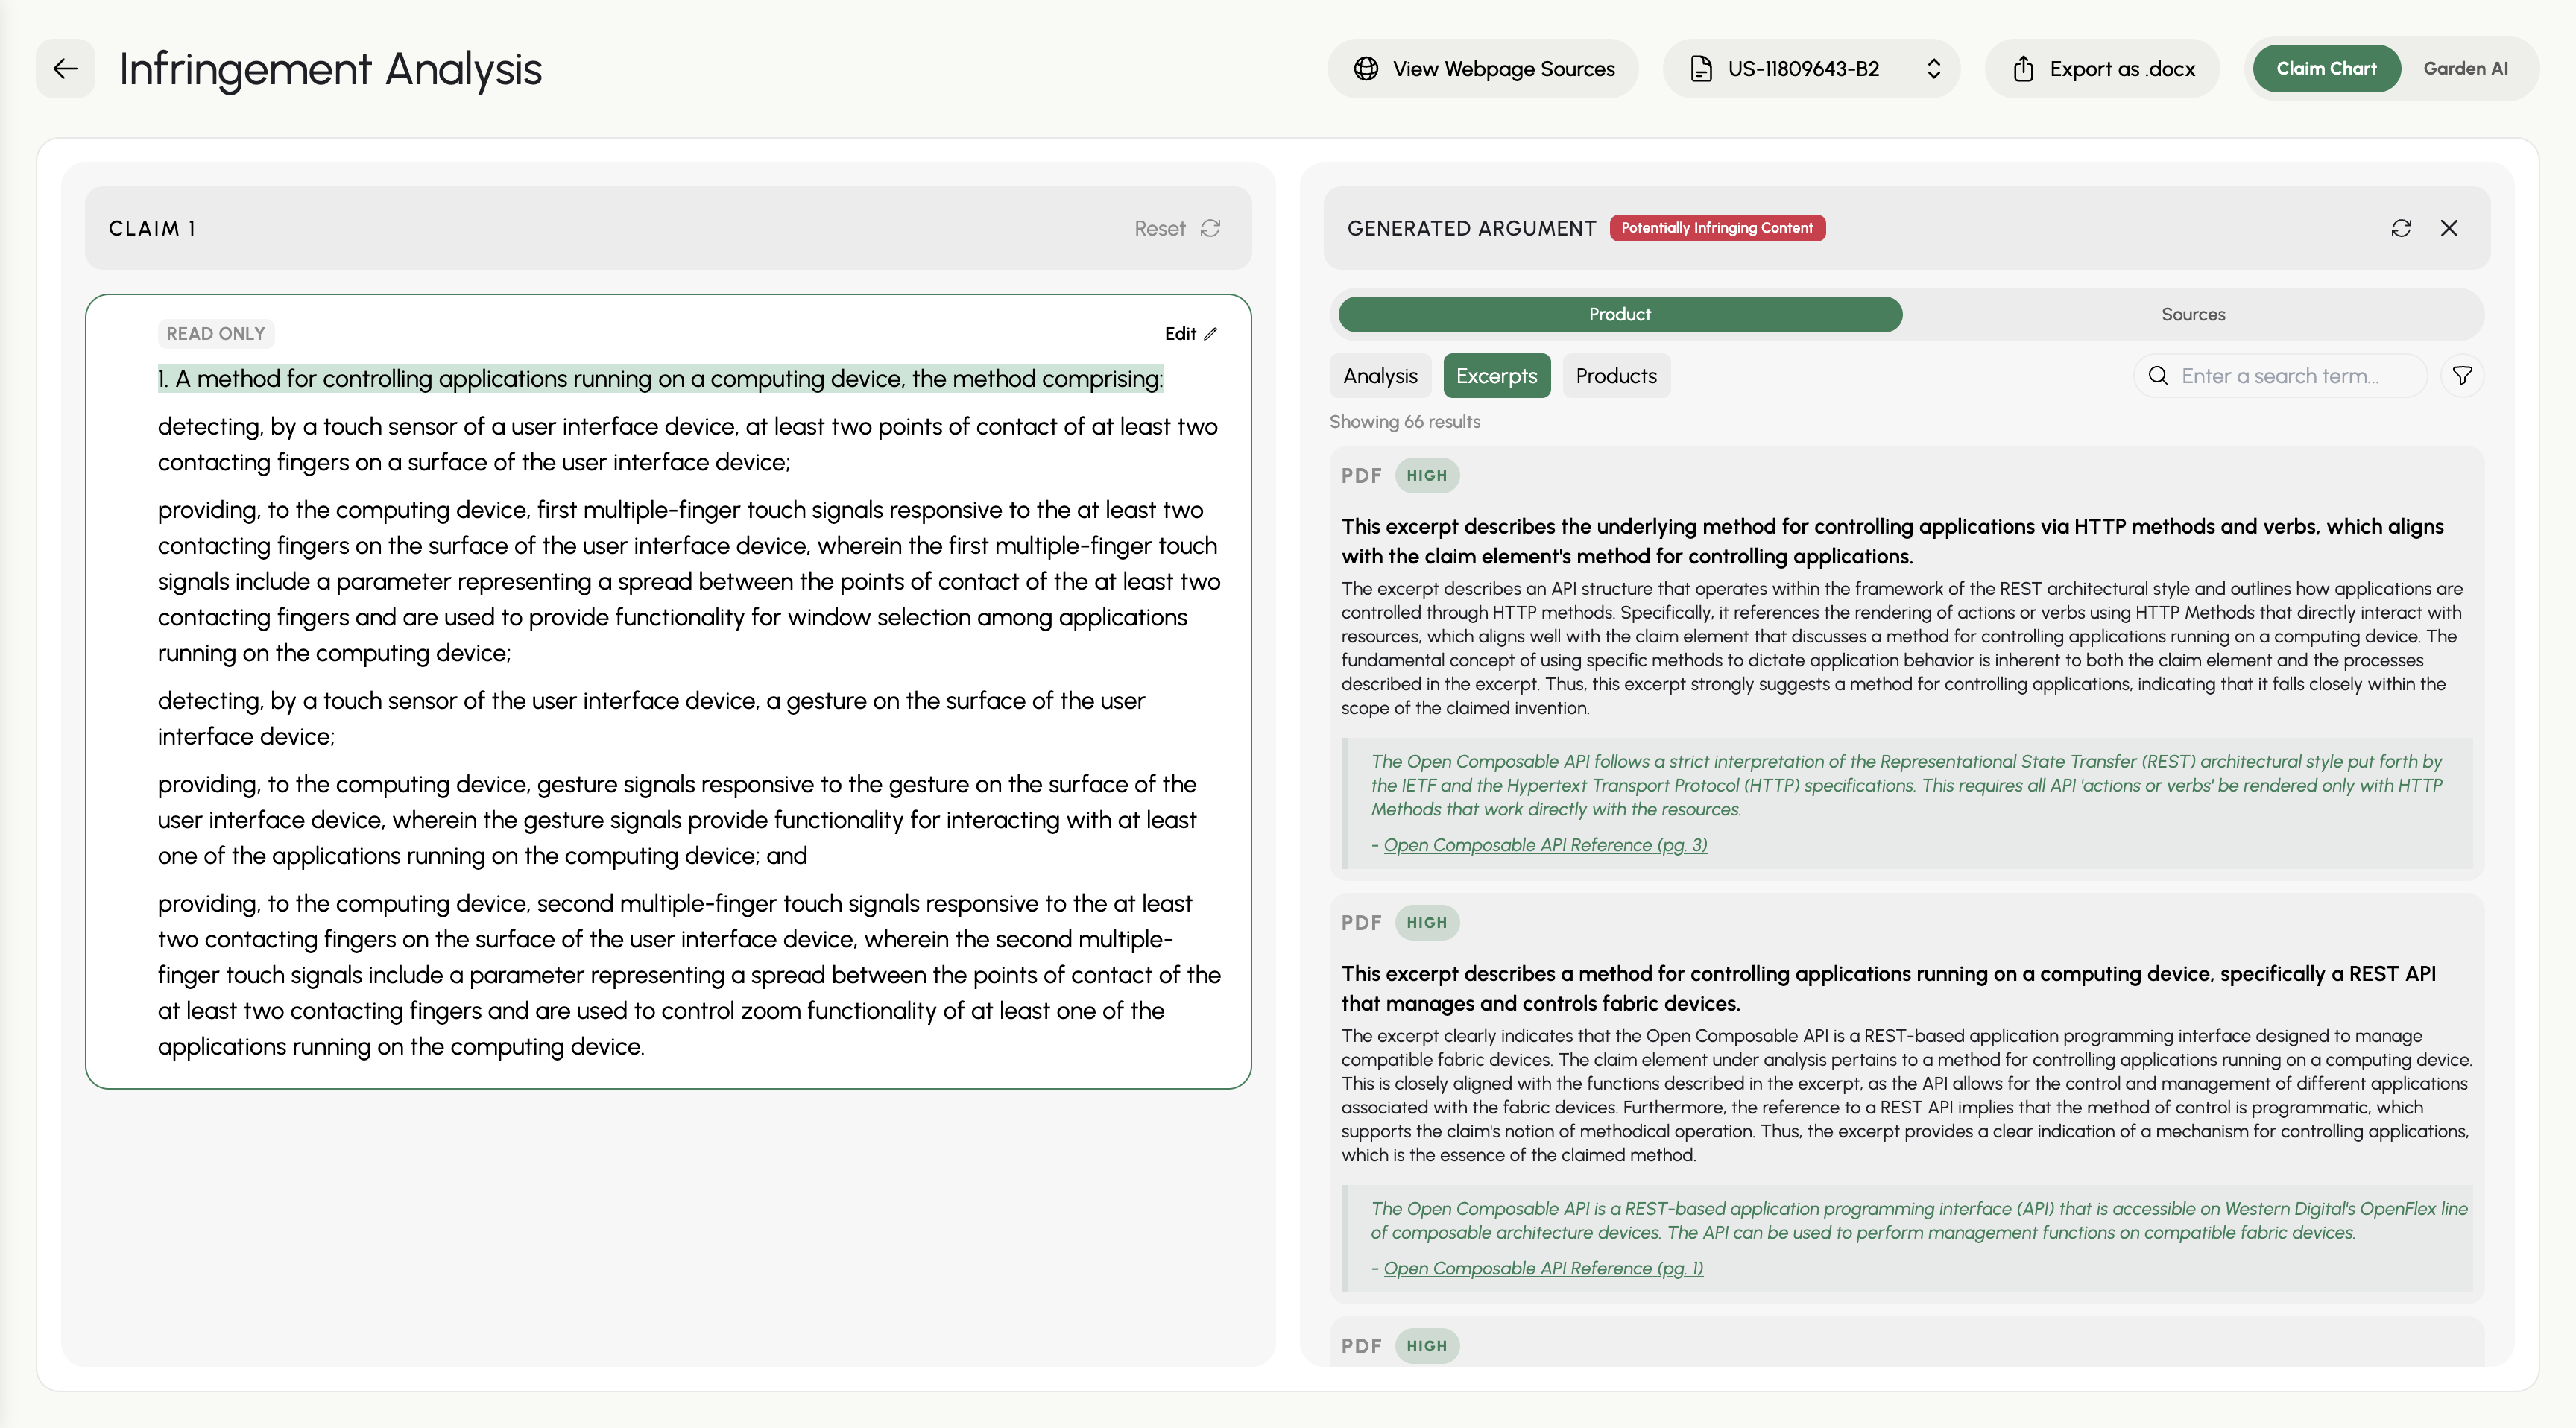 Infringement Analysis
View Webpage Sources
US-11809643-B2
Export as .docx
Claim Chart
Garden AI
CLAIM 1
Reset
READ ONLY
Edit
1. A method for controlling applications running on a computing device, the method comprising:
detecting, by a touch sensor of a user interface device, at least two points of contact of at least two
contacting fingers on a surface of the user interface device;
providing, to the computing device, first multiple-finger touch signals responsive to the at least two
contacting fingers on the surface of the user interface device, wherein the first multiple-finger touch
signals include a parameter representing a spread between the points of contact of the at least two
contacting fingers and are used to provide functionality for window selection among applications
running on the computing device;
detecting, by a touch sensor of the user interface device, a gesture on the surface of the user
interface device;
providing, to the computing device, gesture signals responsive to the gesture on the surface of the
user interface device, wherein the gesture signals provide functionality for interacting with at least
one of the applications running on the computing device; and
providing, to the computing device, second multiple-finger touch signals responsive to the at least
two contacting fingers on the surface of the user interface device, wherein the second multiple-
finger touch signals include a parameter representing a spread between the points of contact of the
at least two contacting fingers and are used to control zoom functionality of at least one of the
applications running on the computing device.
GENERATED ARGUMENT
Potentially Infringing Content
Product
Sources
Analysis
Excerpts
Products
Enter a search term...
Showing 66 results
PDF
HIGH
This excerpt describes the underlying method for controlling applications via HTTP methods and verbs, which aligns
with the claim element's method for controlling applications.
The excerpt describes an API structure that operates within the framework of the REST architectural style and outlines how applications are
controlled through HTTP methods. Specifically, it references the rendering of actions or verbs using HTTP Methods that directly interact with
resources, which aligns well with the claim element that discusses a method for controlling applications running on a computing device. The
fundamental concept of using specific methods to dictate application behavior is inherent to both the claim element and the processes
described in the excerpt. Thus, this excerpt strongly suggests a method for controlling applications, indicating that it falls closely within the
scope of the claimed invention.
The Open Composable API follows a strict interpretation of the Representational State Transfer (REST) architectural style put forth by
the IETF and the Hypertext Transport Protocol (HTTP) specifications. This requires all API 'actions or verbs' be rendered only with HTTP
Methods that work directly with the resources.
- Open Composable API Reference (pg. 3)
PDF
HIGH
This excerpt describes a method for controlling applications running on a computing device, specifically a REST API
that manages and controls fabric devices.
The excerpt clearly indicates that the Open Composable API is a REST-based application programming interface designed to manage
compatible fabric devices. The claim element under analysis pertains to a method for controlling applications running on a computing device.
This is closely aligned with the functions described in the excerpt, as the API allows for the control and management of different applications
associated with the fabric devices. Furthermore, the reference to a REST API implies that the method of control is programmatic, which
supports the claim's notion of methodical operation. Thus, the excerpt provides a clear indication of a mechanism for controlling applications,
which is the essence of the claimed method.
The Open Composable API is a REST-based application programming interface (API) that is accessible on Western Digital's OpenFlex line
of composable architecture devices. The API can be used to perform management functions on compatible fabric devices.
- Open Composable API Reference (pg. 1)
PDF
HIGH